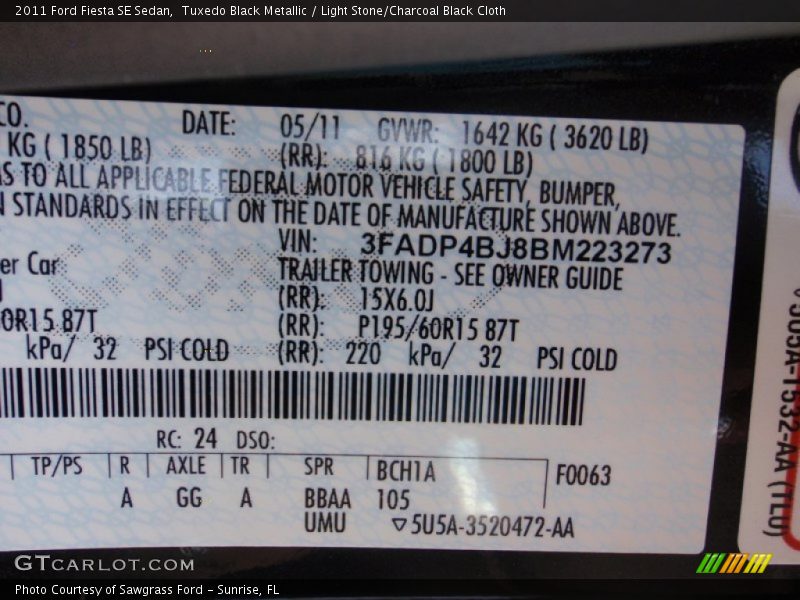 2011 Ford Fiesta SE Sedan,  Tuxedo Black Metallic / Light Stone/Charcoal Black Cloth
CO. DATE: 05/11 GVWR: 1642 KG ( 3620 LB)
KG ( 1850 LB) (RR): 816 KG ( 1800 LB)
AS TO ALL APPLICABLE FEDERAL MOTOR VEHICLE SAFETY, BUMPER,
STANDARDS IN EFFECT ON THE DATE OF MANUFACTURE SHOWN ABOVE.
VIN: 3FADP4BJ8BM223273
er Car TRAILER TOWING - SEE OWNER GUIDE
(RR): 15X6.0J
0R15 87T (RR): P195/60R15 87T
kPa/ 32 PSI COLD (RR): 220 kPa/ 32 PSI COLD
RC: 24 DSO:
TP/PS R AXLE TR SPR BCH1A F0063
A GG A BBAA 105
UMU ▽5U5A-3520472-AA
1532-AA (TLU)
GTCARLOT.COM
Photo Courtesy of Sawgrass Ford - Sunrise, FL